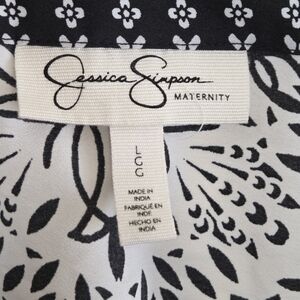 Jessica Simpson
MATERNITY
L
G
G
MADE IN
INDIA
FABRIQUÉ EN
INDE
HECHO EN
INDIA